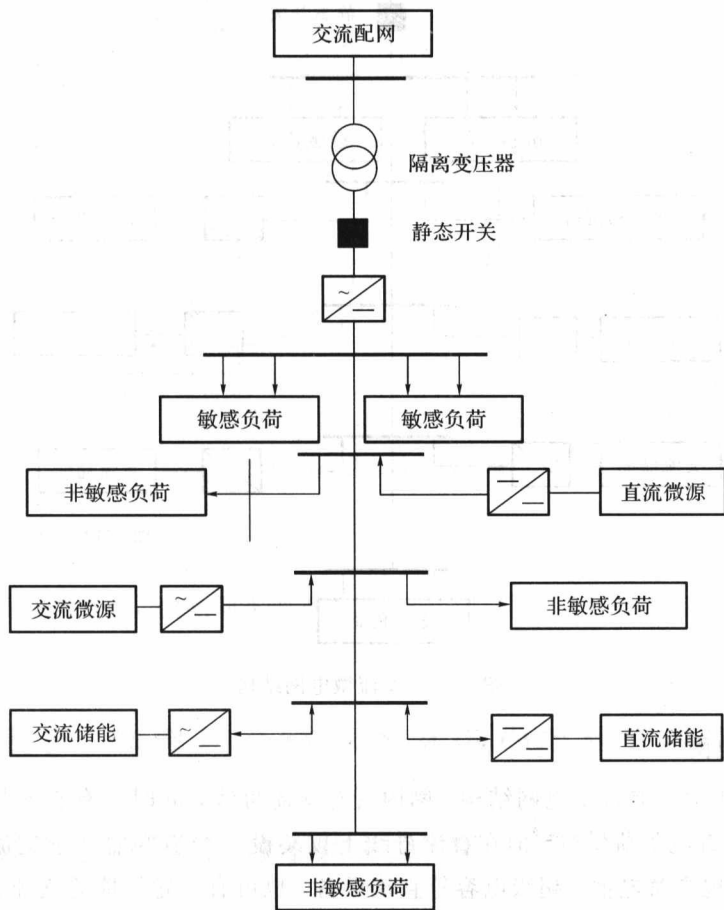 交流配网
隔离变压器
静态开关
~
敏感负荷
敏感负荷
非敏感负荷
直流微源
交流微源
~
非敏感负荷
交流储能
~
直流储能
非敏感负荷